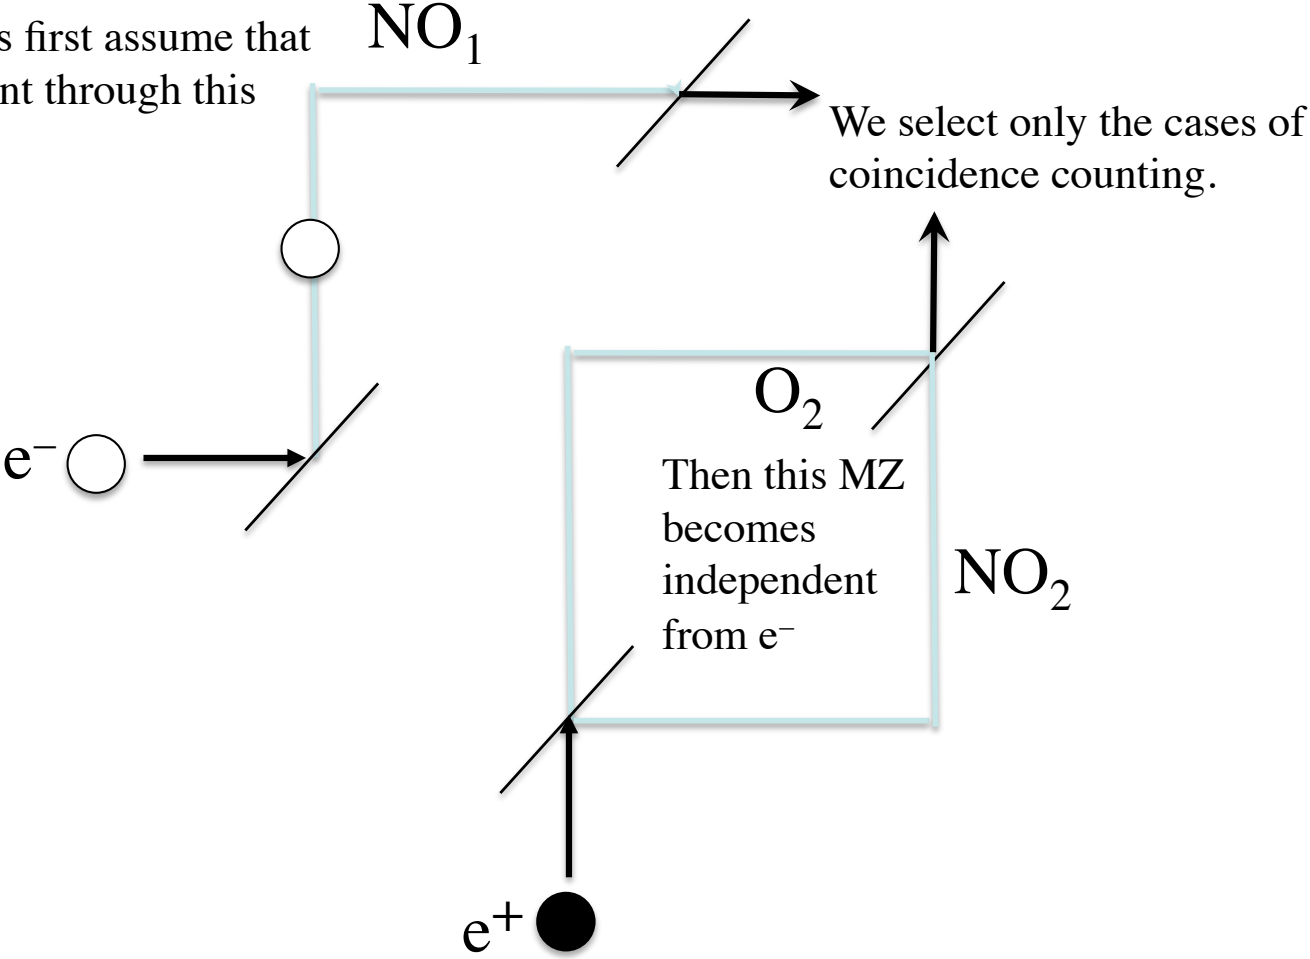 s first assume that
nt through this
NO₁
We select only the cases of
coincidence counting.
O₂
e⁻
Then this MZ
becomes
independent
from e⁻
NO₂
e⁺